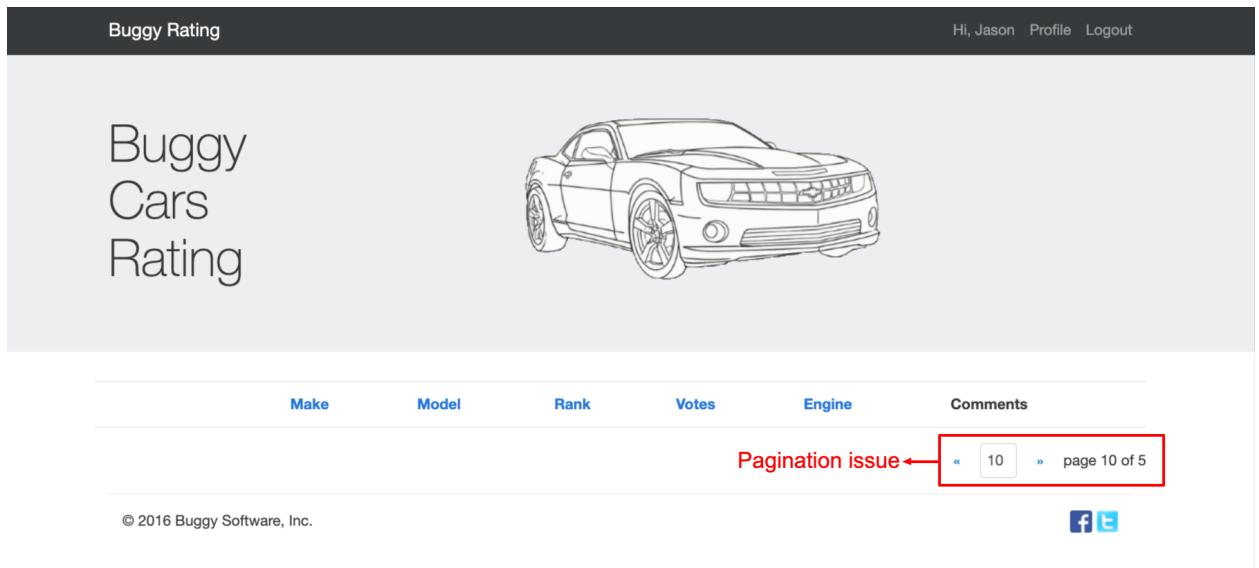 Buggy Rating
Hi, Jason Profile Logout
Buggy
Cars
Rating
Make Model Rank Votes Engine Comments
Pagination issue
« 10 » page 10 of 5
© 2016 Buggy Software, Inc.